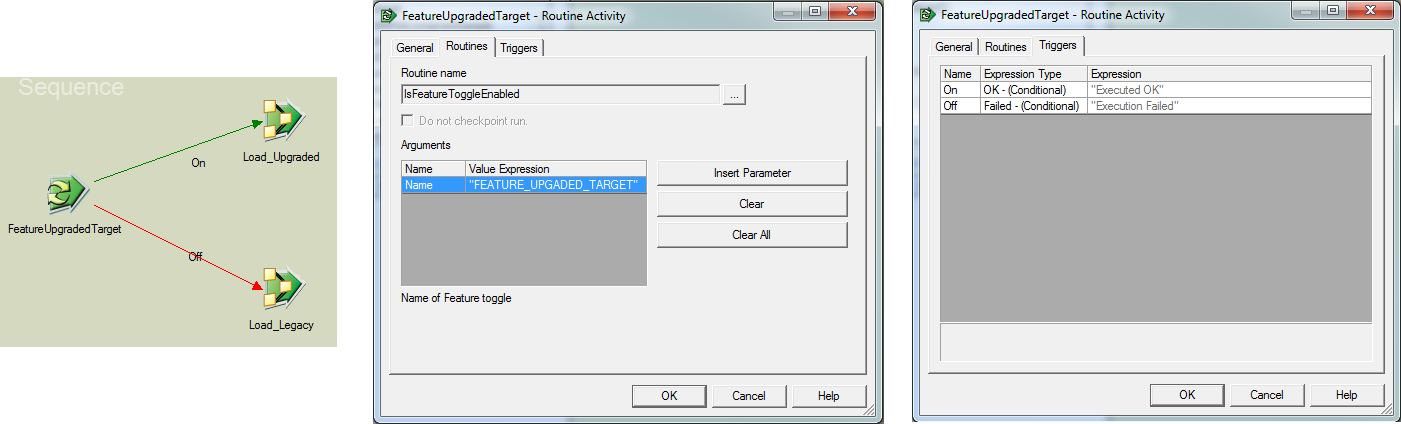 Sequence
Load_Upgraded
On
FeatureUpgradedTarget
Off
Load_Legacy
FeatureUpgradedTarget - Routine Activity
General Routines Triggers
Routine name
IsFeatureToggleEnabled ...
Do not checkpoint run.
Arguments
Name Value Expression
Name "FEATURE_UPGADED_TARGET"
Insert Parameter
Clear
Clear All
Name of Feature toggle
OK Cancel Help
FeatureUpgradedTarget - Routine Activity
General Routines Triggers
Name Expression Type Expression
On OK - (Conditional) "Executed OK"
Off Failed - (Conditional) "Execution Failed"
OK Cancel Help